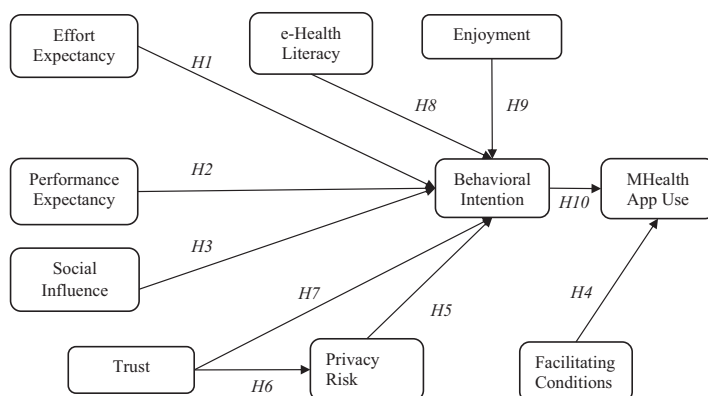 Effort
Expectancy
e-Health
Literacy
Enjoyment
H1
H8
H9
Performance
Expectancy
H2
Behavioral
Intention
H10
MHealth
App Use
Social
Influence
H3
H7
H5
H4
Trust
H6
Privacy
Risk
Facilitating
Conditions